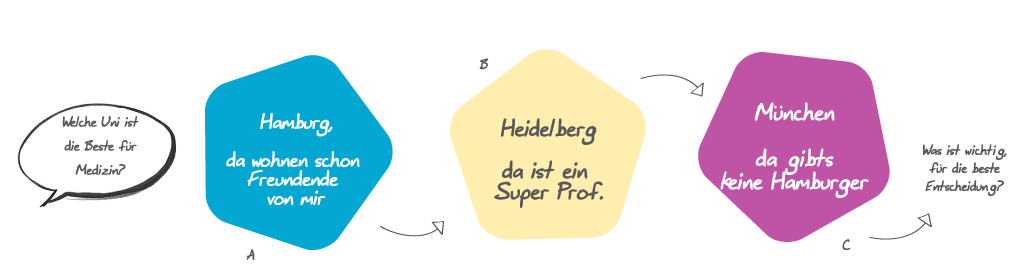 Welche Uni ist
die Beste für
Medizin?
Hamburg,
da wohnen schon
Freundende
von mir
A
B
Heidelberg
da ist ein
Super Prof.
München
da gibts
keine Hamburger
C
Was ist wichtig,
für die beste
Entscheidung?